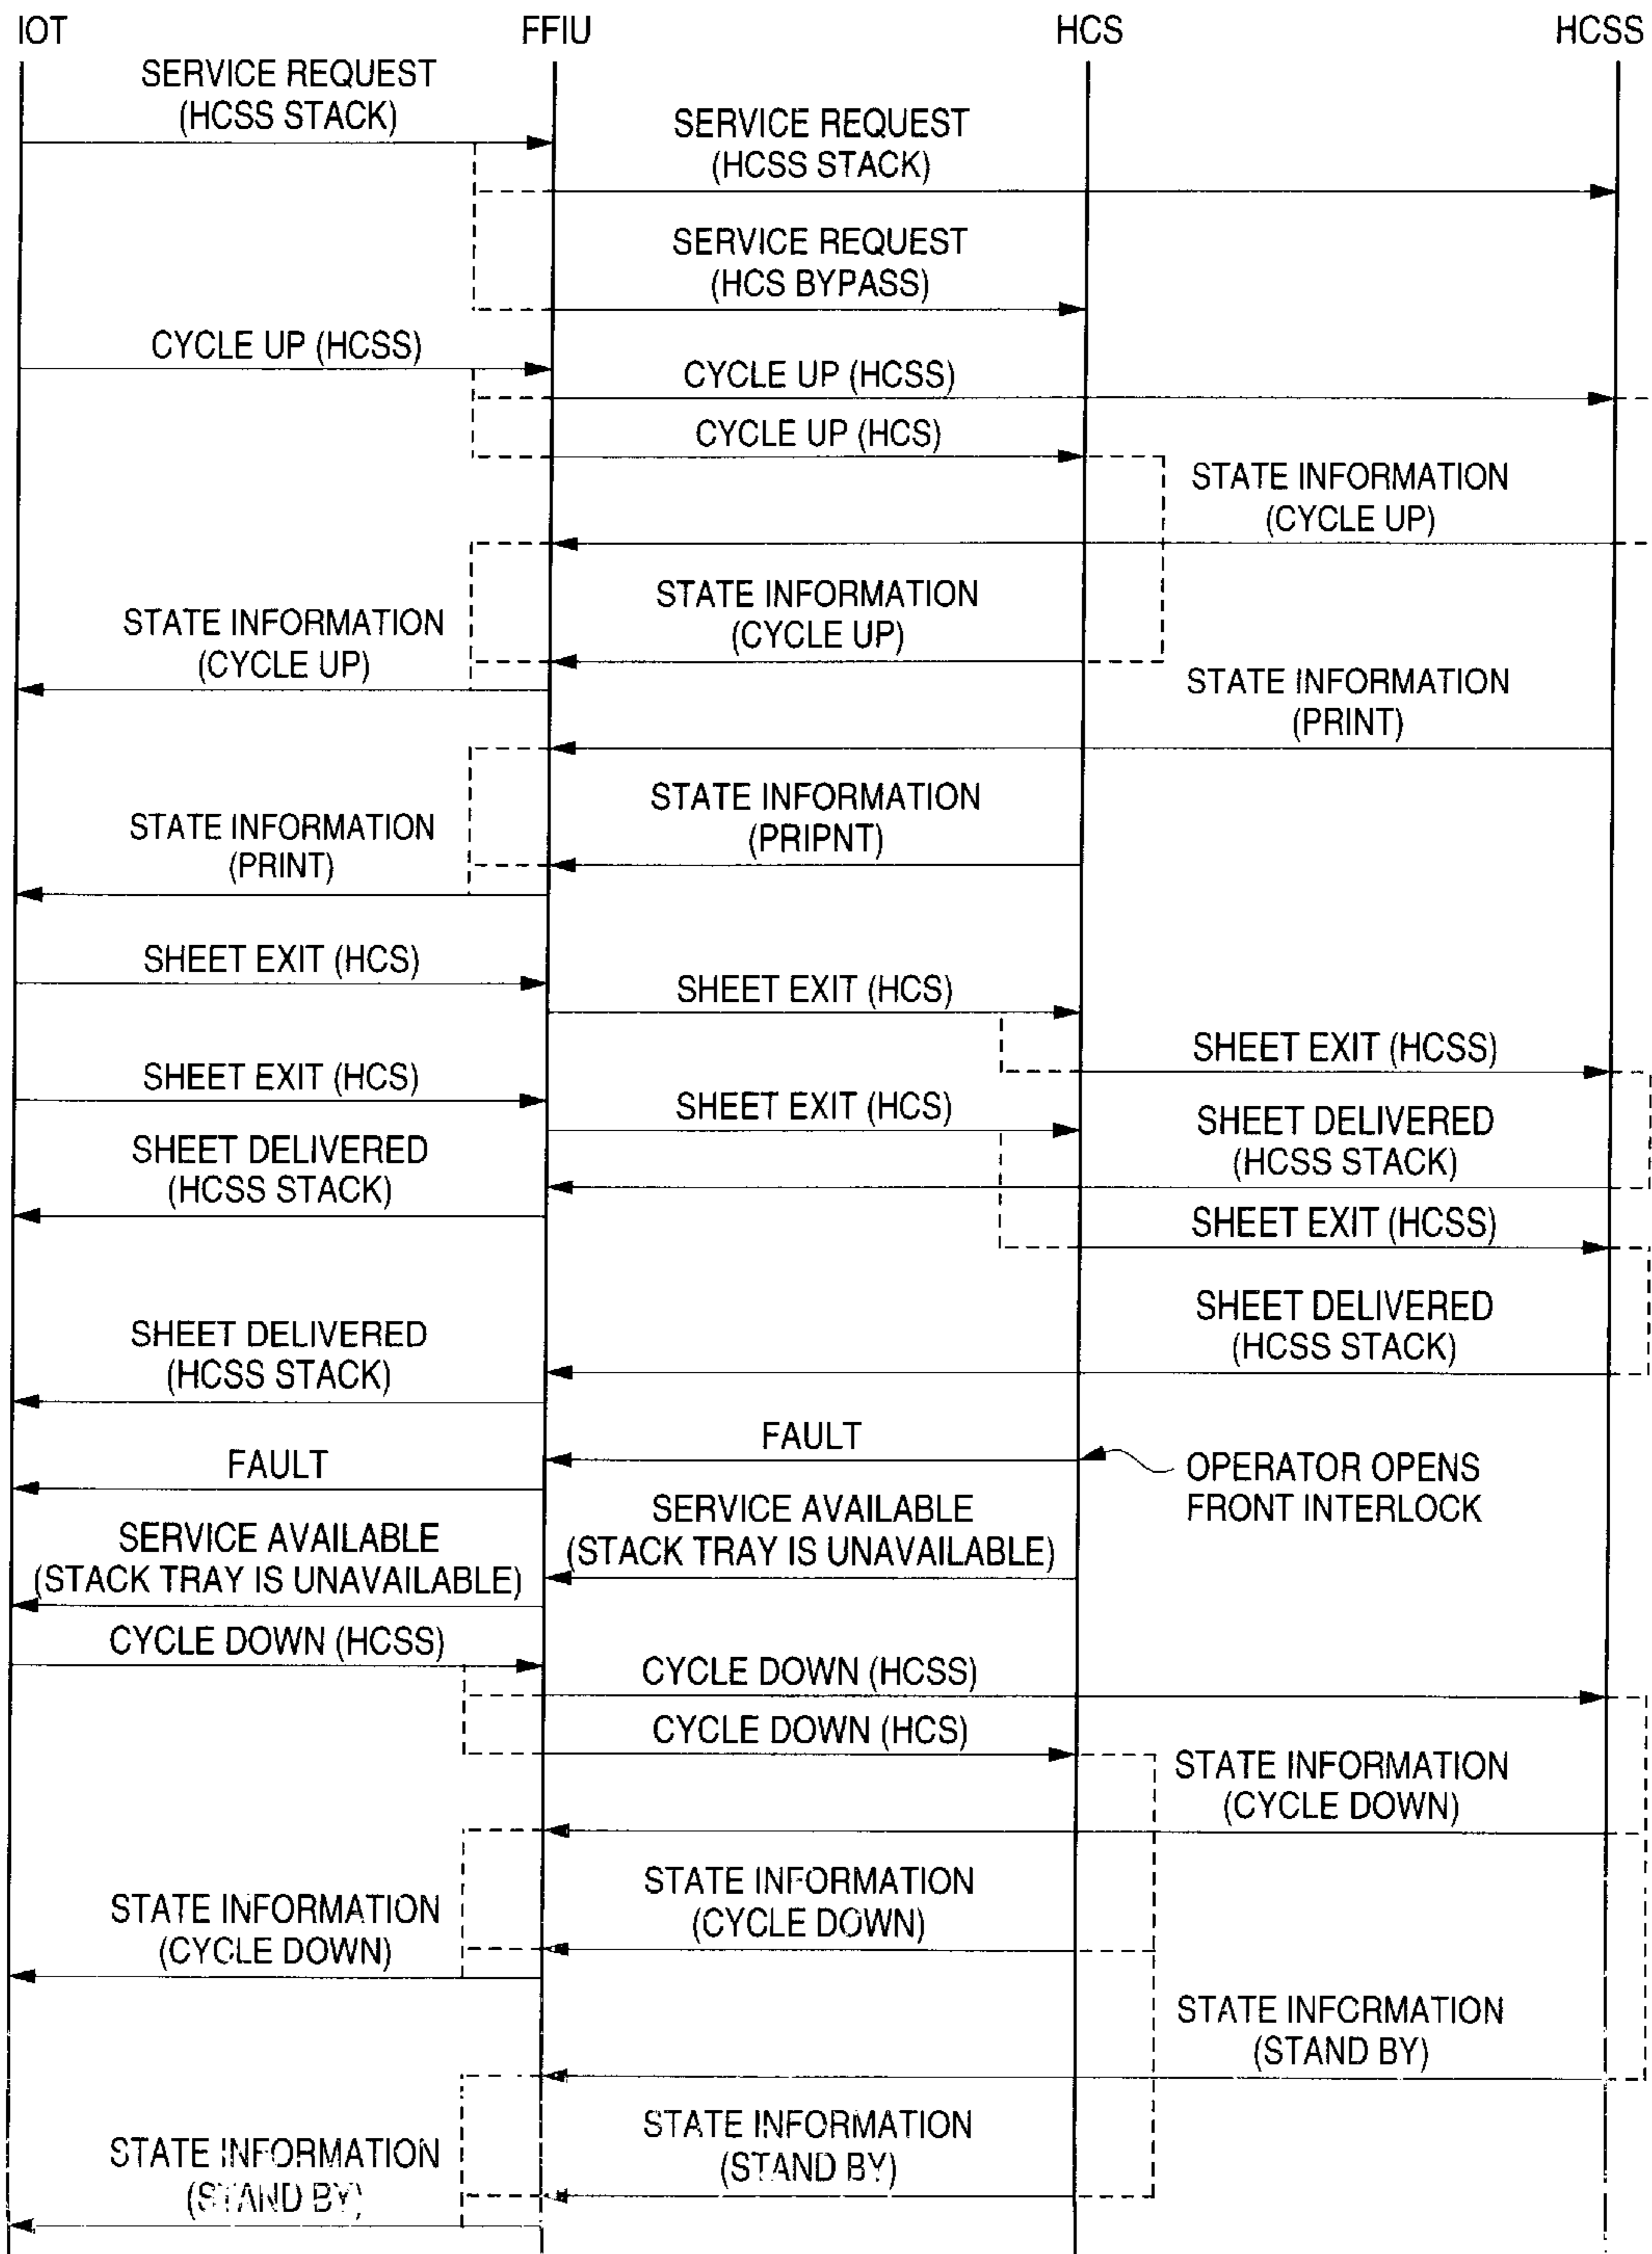 IOT
FFIU
HCS
HCSS
SERVICE REQUEST
(HCSS STACK)
SERVICE REQUEST
(HCSS STACK)
SERVICE REQUEST
(HCS BYPASS)
CYCLE UP (HCSS)
CYCLE UP (HCSS)
CYCLE UP (HCS)
STATE INFORMATION
(CYCLE UP)
STATE INFORMATION
(CYCLE UP)
STATE INFORMATION
(CYCLE UP)
STATE INFORMATION
(PRINT)
STATE INFORMATION
(PRIPNT)
STATE INFORMATION
(PRINT)
SHEET EXIT (HCS)
SHEET EXIT (HCS)
SHEET EXIT (HCSS)
SHEET EXIT (HCS)
SHEET EXIT (HCS)
SHEET DELIVERED
(HCSS STACK)
SHEET DELIVERED
(HCSS STACK)
SHEET EXIT (HCSS)
SHEET DELIVERED
(HCSS STACK)
SHEET DELIVERED
(HCSS STACK)
FAULT
OPERATOR OPENS
FRONT INTERLOCK
FAULT
SERVICE AVAILABLE
(STACK TRAY IS UNAVAILABLE)
SERVICE AVAILABLE
(STACK TRAY IS UNAVAILABLE)
CYCLE DOWN (HCSS)
CYCLE DOWN (HCSS)
CYCLE DOWN (HCS)
STATE INFORMATION
(CYCLE DOWN)
STATE INFORMATION
(CYCLE DOWN)
STATE INFORMATION
(CYCLE DOWN)
STATE INFORMATION
(STAND BY)
STATE INFORMATION
(STAND BY)
STATE INFORMATION
(STAND BY)